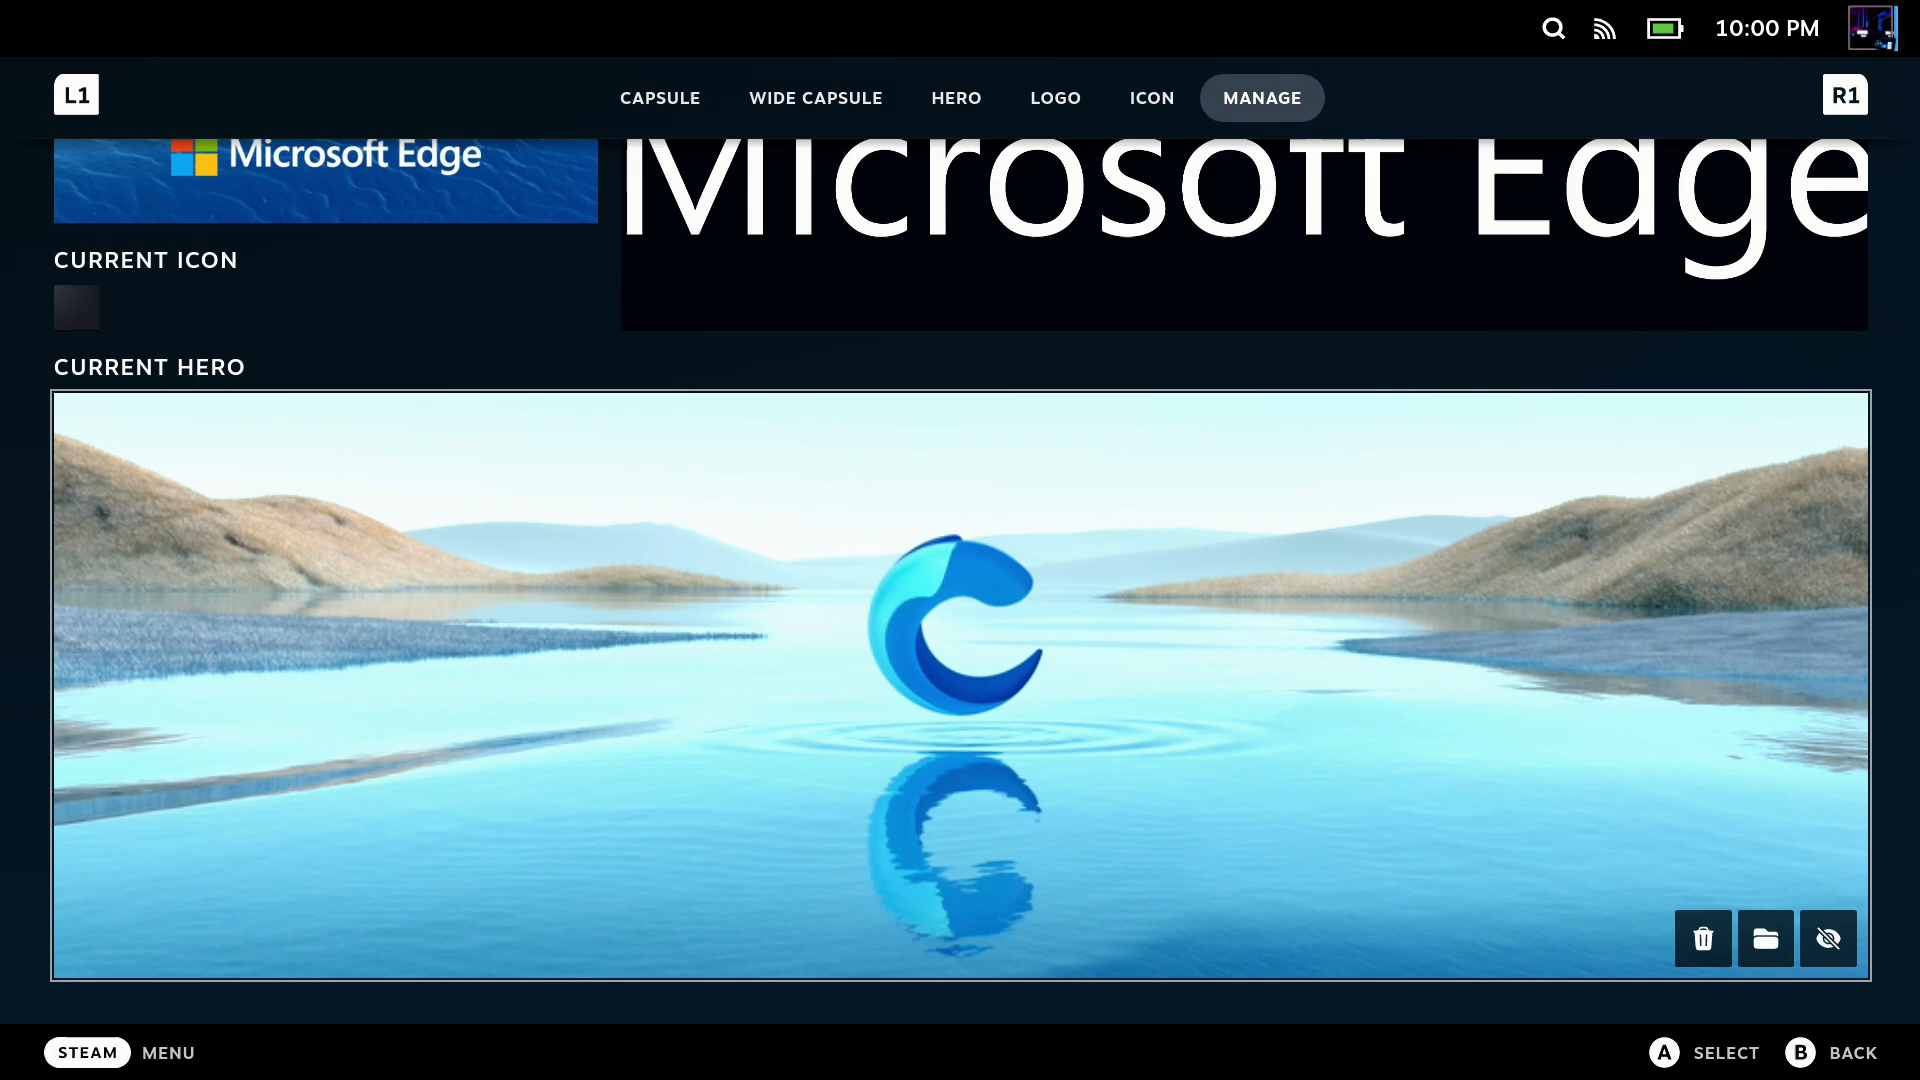 10:00 PM
L1
CAPSULE
WIDE CAPSULE
HERO
LOGO
ICON
MANAGE
R1
Microsoft Edge
Microsoft Edge
CURRENT ICON
CURRENT HERO
STEAM
MENU
A
SELECT
B
BACK